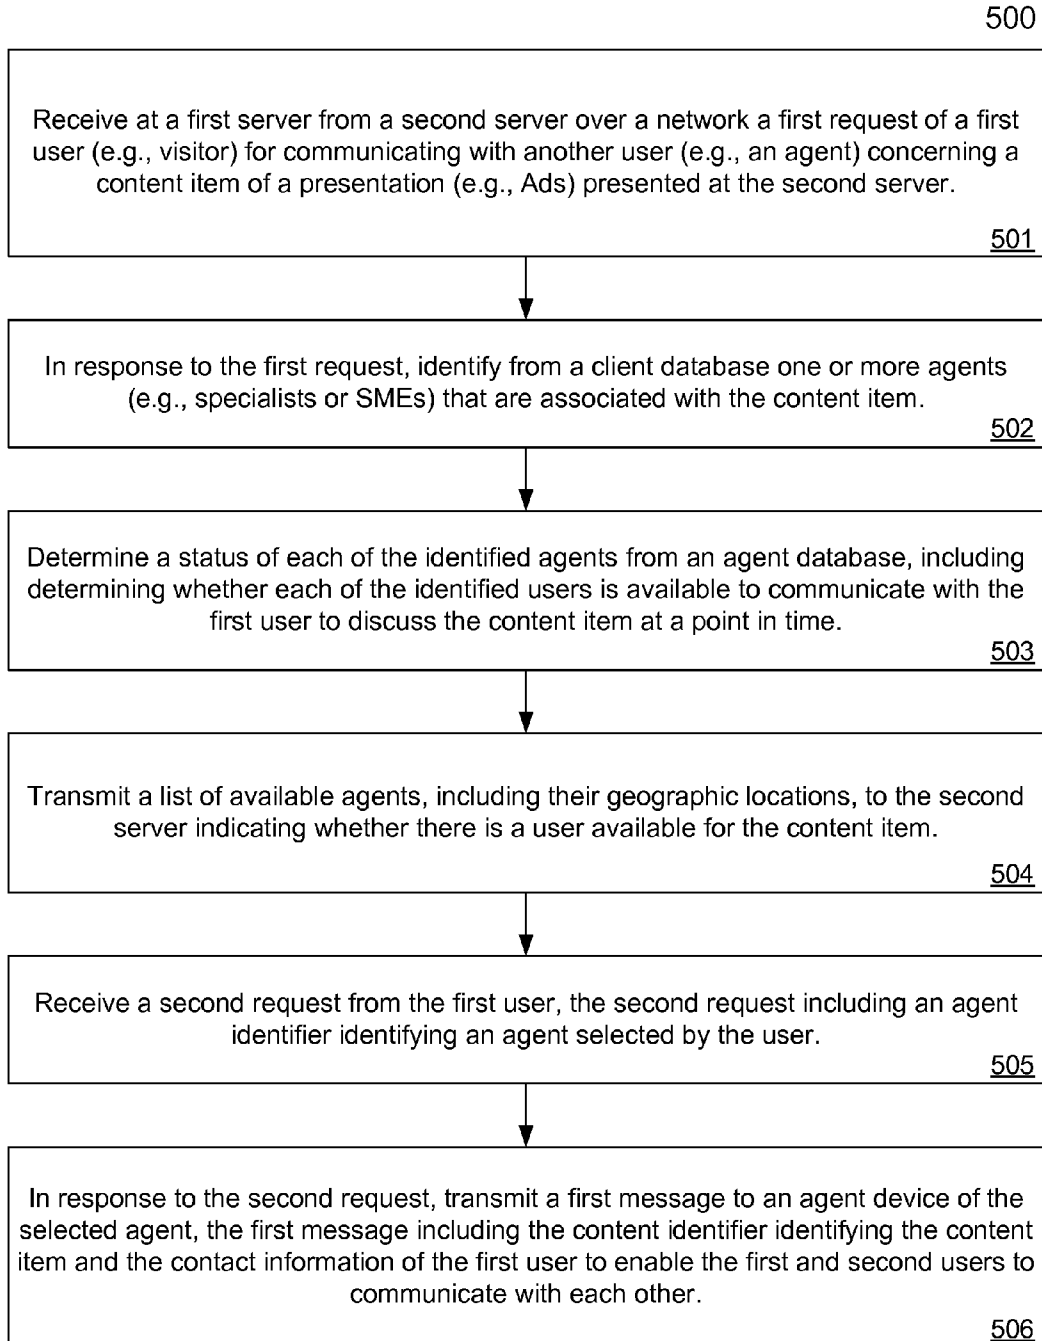 500
Receive at a first server from a second server over a network a first request of a first
user (e.g., visitor) for communicating with another user (e.g., an agent) concerning a
content item of a presentation (e.g., Ads) presented at the second server.
501
In response to the first request, identify from a client database one or more agents
(e.g., specialists or SMEs) that are associated with the content item.
502
Determine a status of each of the identified agents from an agent database, including
determining whether each of the identified users is available to communicate with the
first user to discuss the content item at a point in time.
503
Transmit a list of available agents, including their geographic locations, to the second
server indicating whether there is a user available for the content item.
504
Receive a second request from the first user, the second request including an agent
identifier identifying an agent selected by the user.
505
In response to the second request, transmit a first message to an agent device of the
selected agent, the first message including the content identifier identifying the content
item and the contact information of the first user to enable the first and second users to
communicate with each other.
506